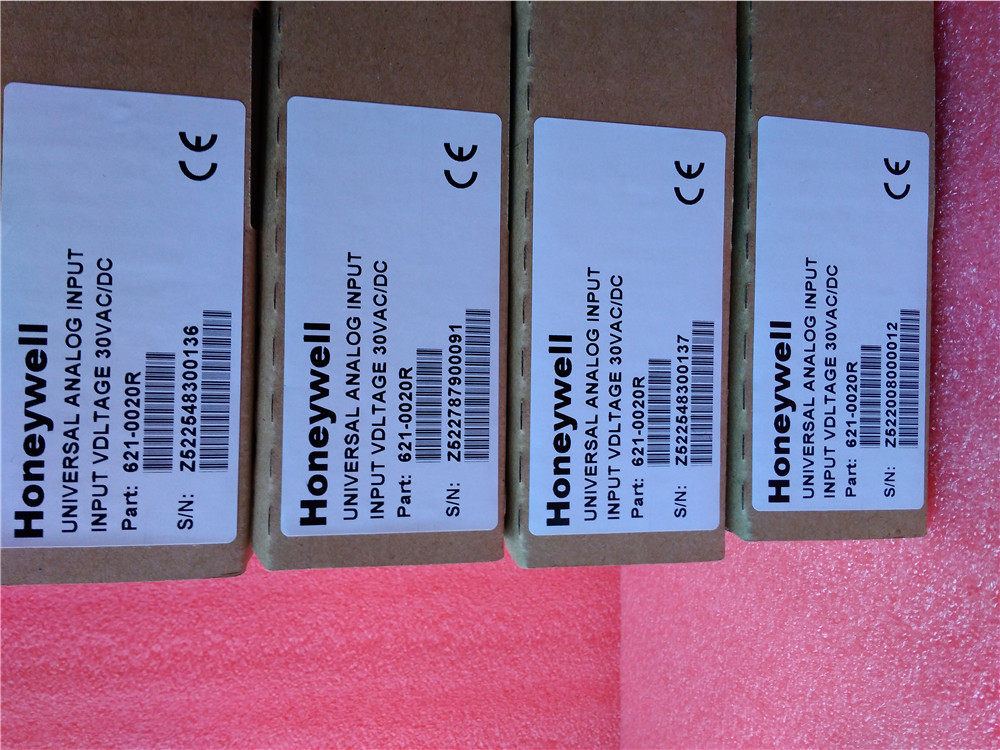 Honeywell
UNIVERSAL ANALOG INPUT
INPUT VDLTAGE 30VAC/DC
Part: 621-0020R
S/N: Z522548300136
CE
Honeywell
UNIVERSAL ANALOG INPUT
INPUT VDLTAGE 30VAC/DC
Part: 621-0020R
S/N: Z522787900091
CE
Honeywell
UNIVERSAL ANALOG INPUT
INPUT VDLTAGE 30VAC/DC
Part: 621-0020R
S/N: Z522548300137
CE
Honeywell
UNIVERSAL ANALOG INPUT
INPUT VDLTAGE 30VAC/DC
Part: 621-0020R
S/N: Z522008000012
CE